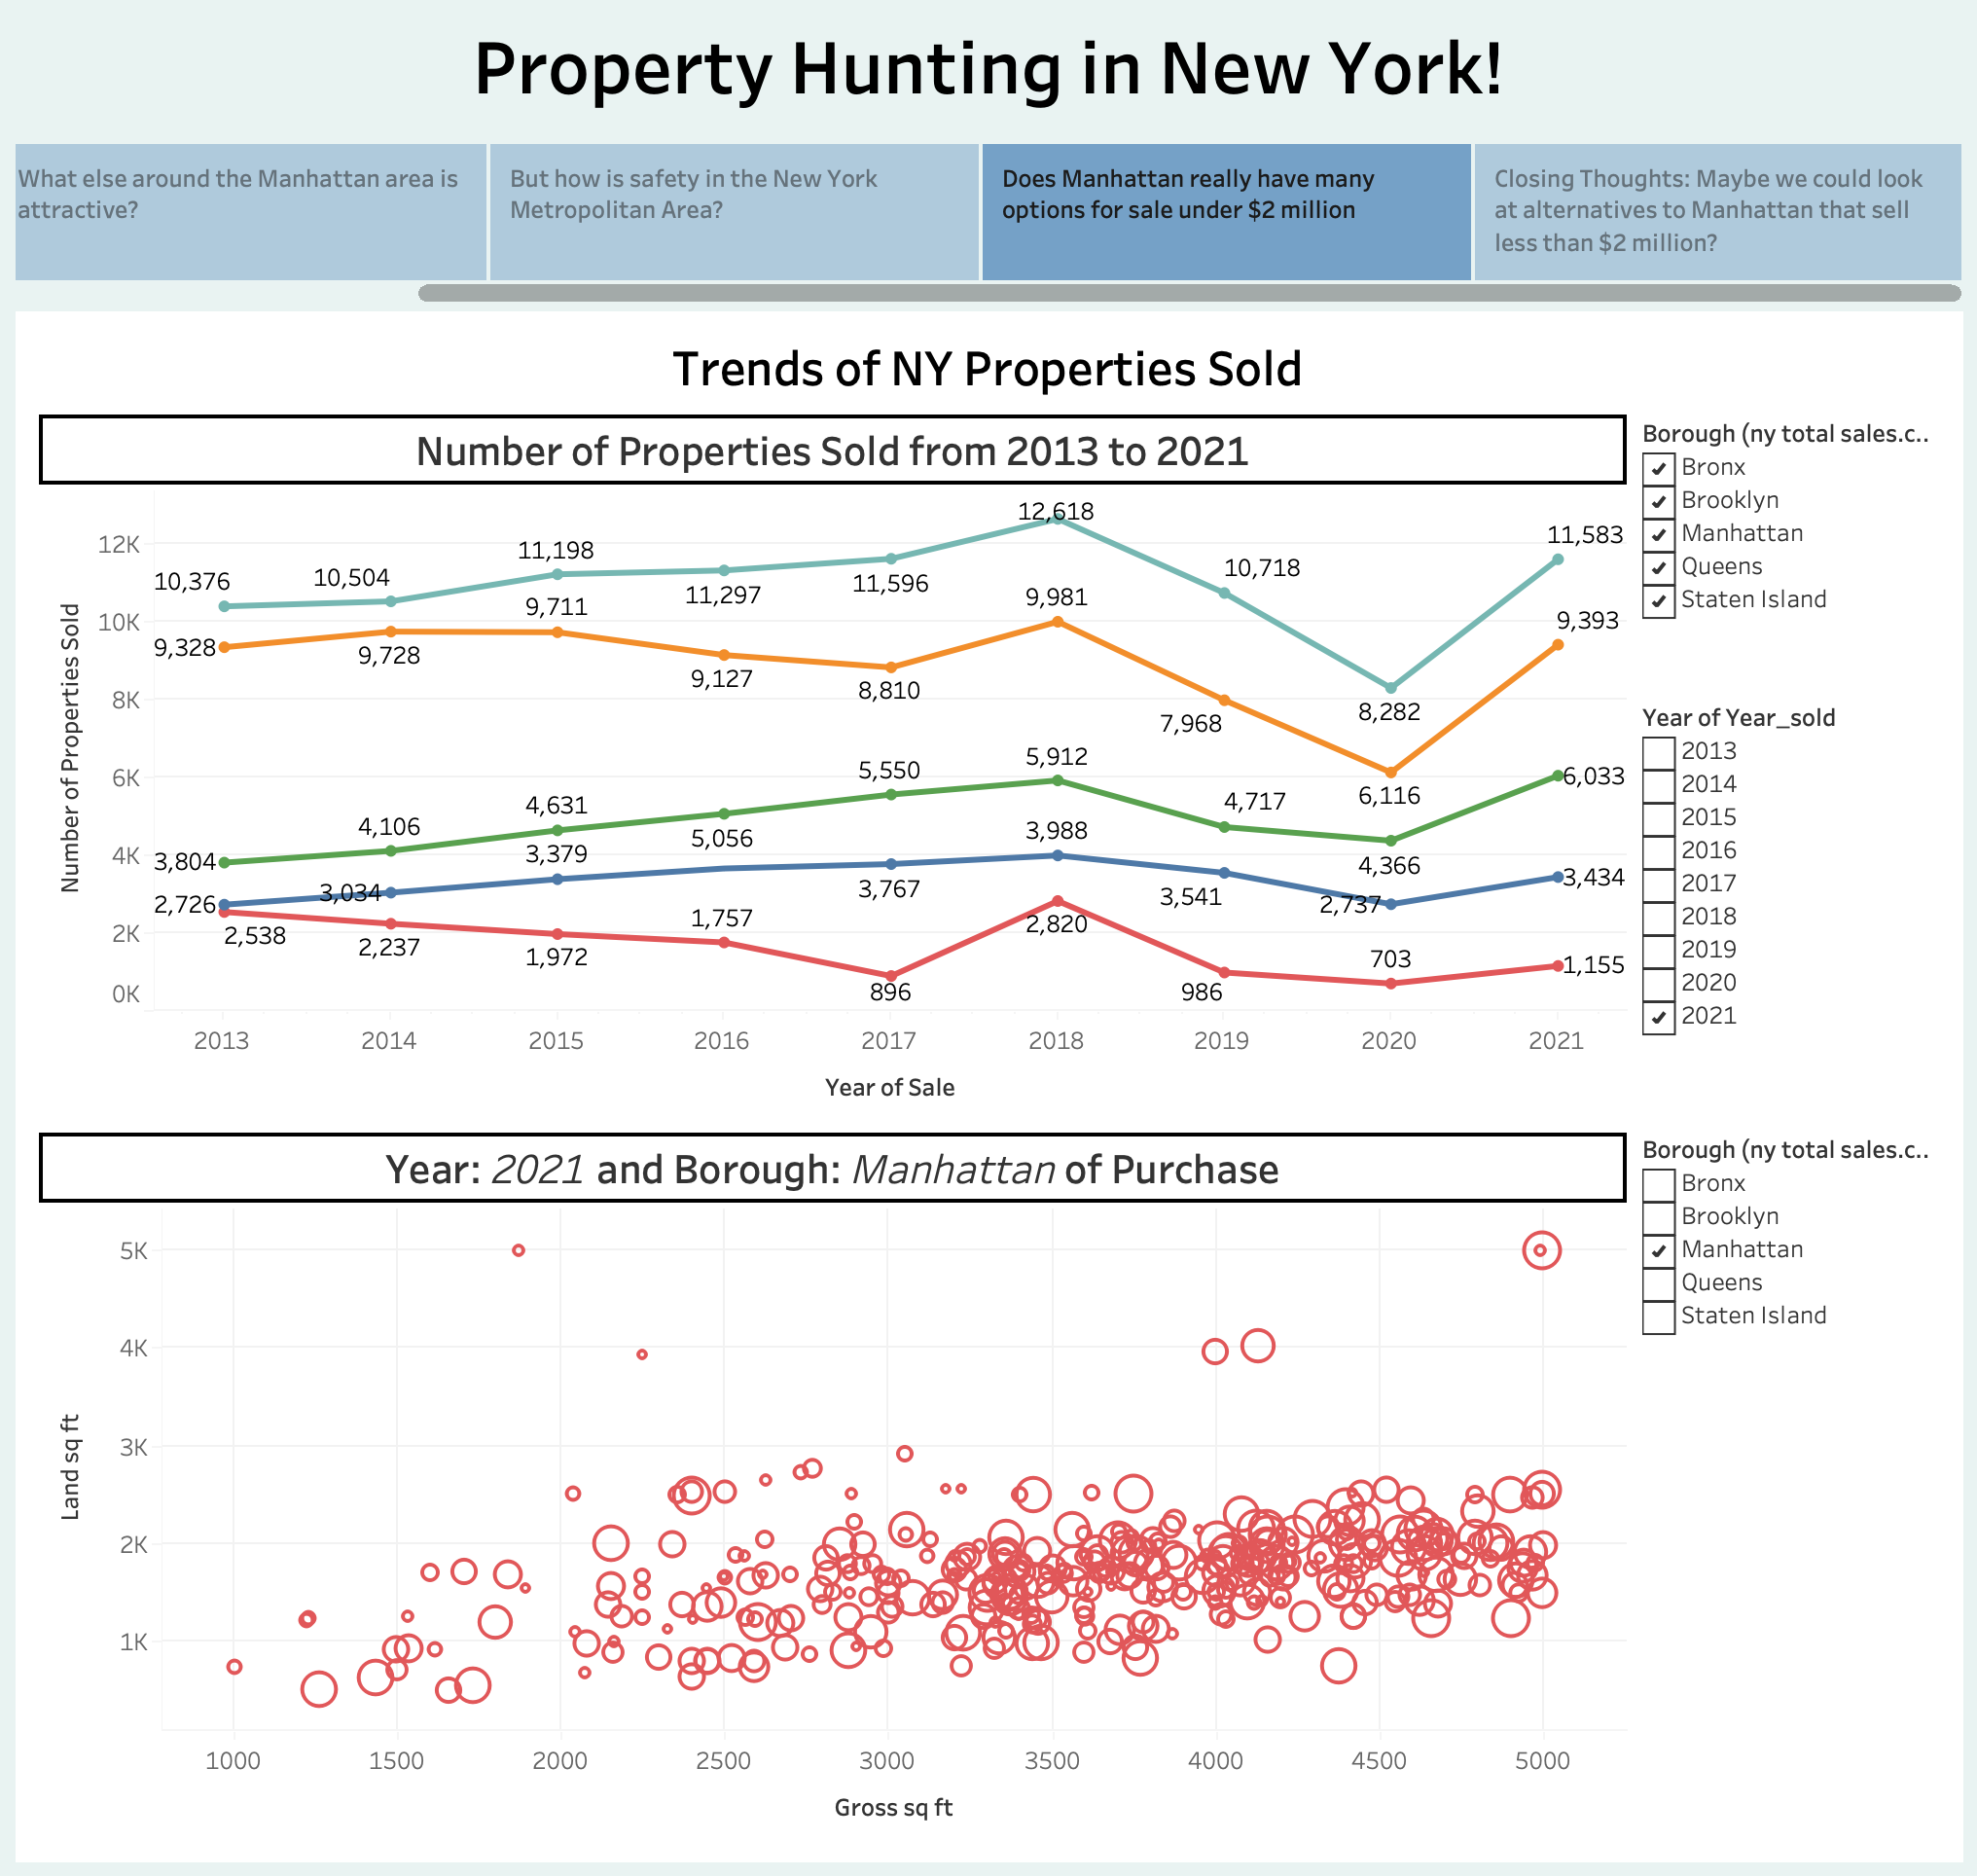 Property Hunting in New York!
What else around the Manhattan area is
attractive?
But how is safety in the New York
Metropolitan Area?
Does Manhattan really have many
options for sale under $2 million
Closing Thoughts: Maybe we could look
at alternatives to Manhattan that sell
less than $2 million?
Trends of NY Properties Sold
Number of Properties Sold from 2013 to 2021
Number of Properties Sold
12K
10K
8K
6K
4K
2K
0K
10,376
10,504
11,198
11,297
11,596
12,618
10,718
8,282
11,583
9,328
9,728
9,711
9,127
8,810
9,981
7,968
6,116
9,393
3,804
4,106
4,631
5,056
5,550
5,912
4,717
4,366
6,033
2,726
3,034
3,379
3,767
3,988
3,541
2,737
3,434
2,538
2,237
1,972
1,757
896
2,820
986
703
1,155
2013 2014 2015 2016 2017 2018 2019 2020 2021
Year of Sale
Borough (ny total sales.c..
Bronx
Brooklyn
Manhattan
Queens
Staten Island
Year of Year_sold
2013
2014
2015
2016
2017
2018
2019
2020
2021
Year: 2021 and Borough: Manhattan of Purchase
Land sq ft
5K
4K
3K
2K
1K
1000 1500 2000 2500 3000 3500 4000 4500 5000
Gross sq ft
Borough (ny total sales.c..
Bronx
Brooklyn
Manhattan
Queens
Staten Island